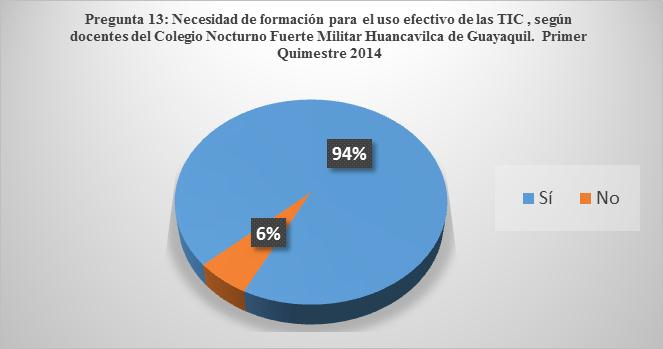 Pregunta 13: Necesidad de formación para el uso efectivo de las TIC , según
docentes del Colegio Nocturno Fuerte Militar Huancavilca de Guayaquil. Primer
Quimestre 2014
94%
6%
Sí
No